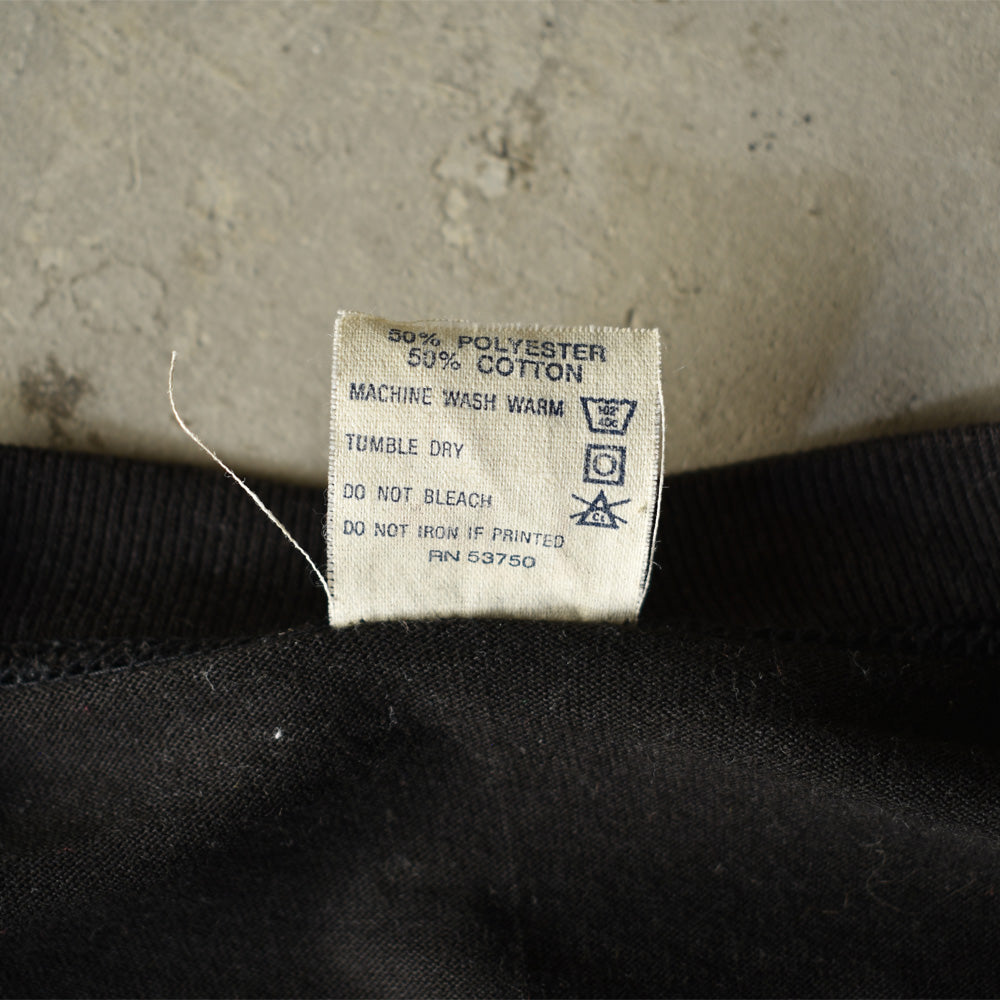 50% POLYESTER
50% COTTON
MACHINE WASH WARM
TUMBLE DRY
DO NOT BLEACH
CL
DO NOT IRON IF PRINTED
RN 53750